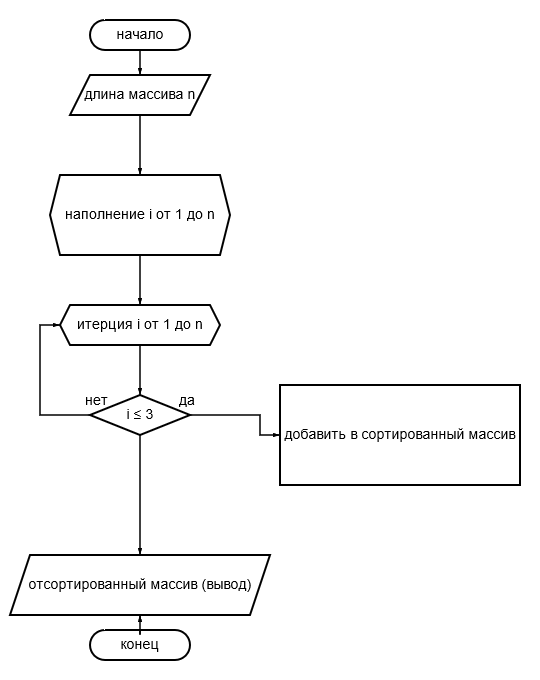 начало
длина массива n
наполнение i от 1 до n
итерция i от 1 до n
нет
да
i ≤ 3
добавить в сортированный массив
отсортированный массив (вывод)
конец